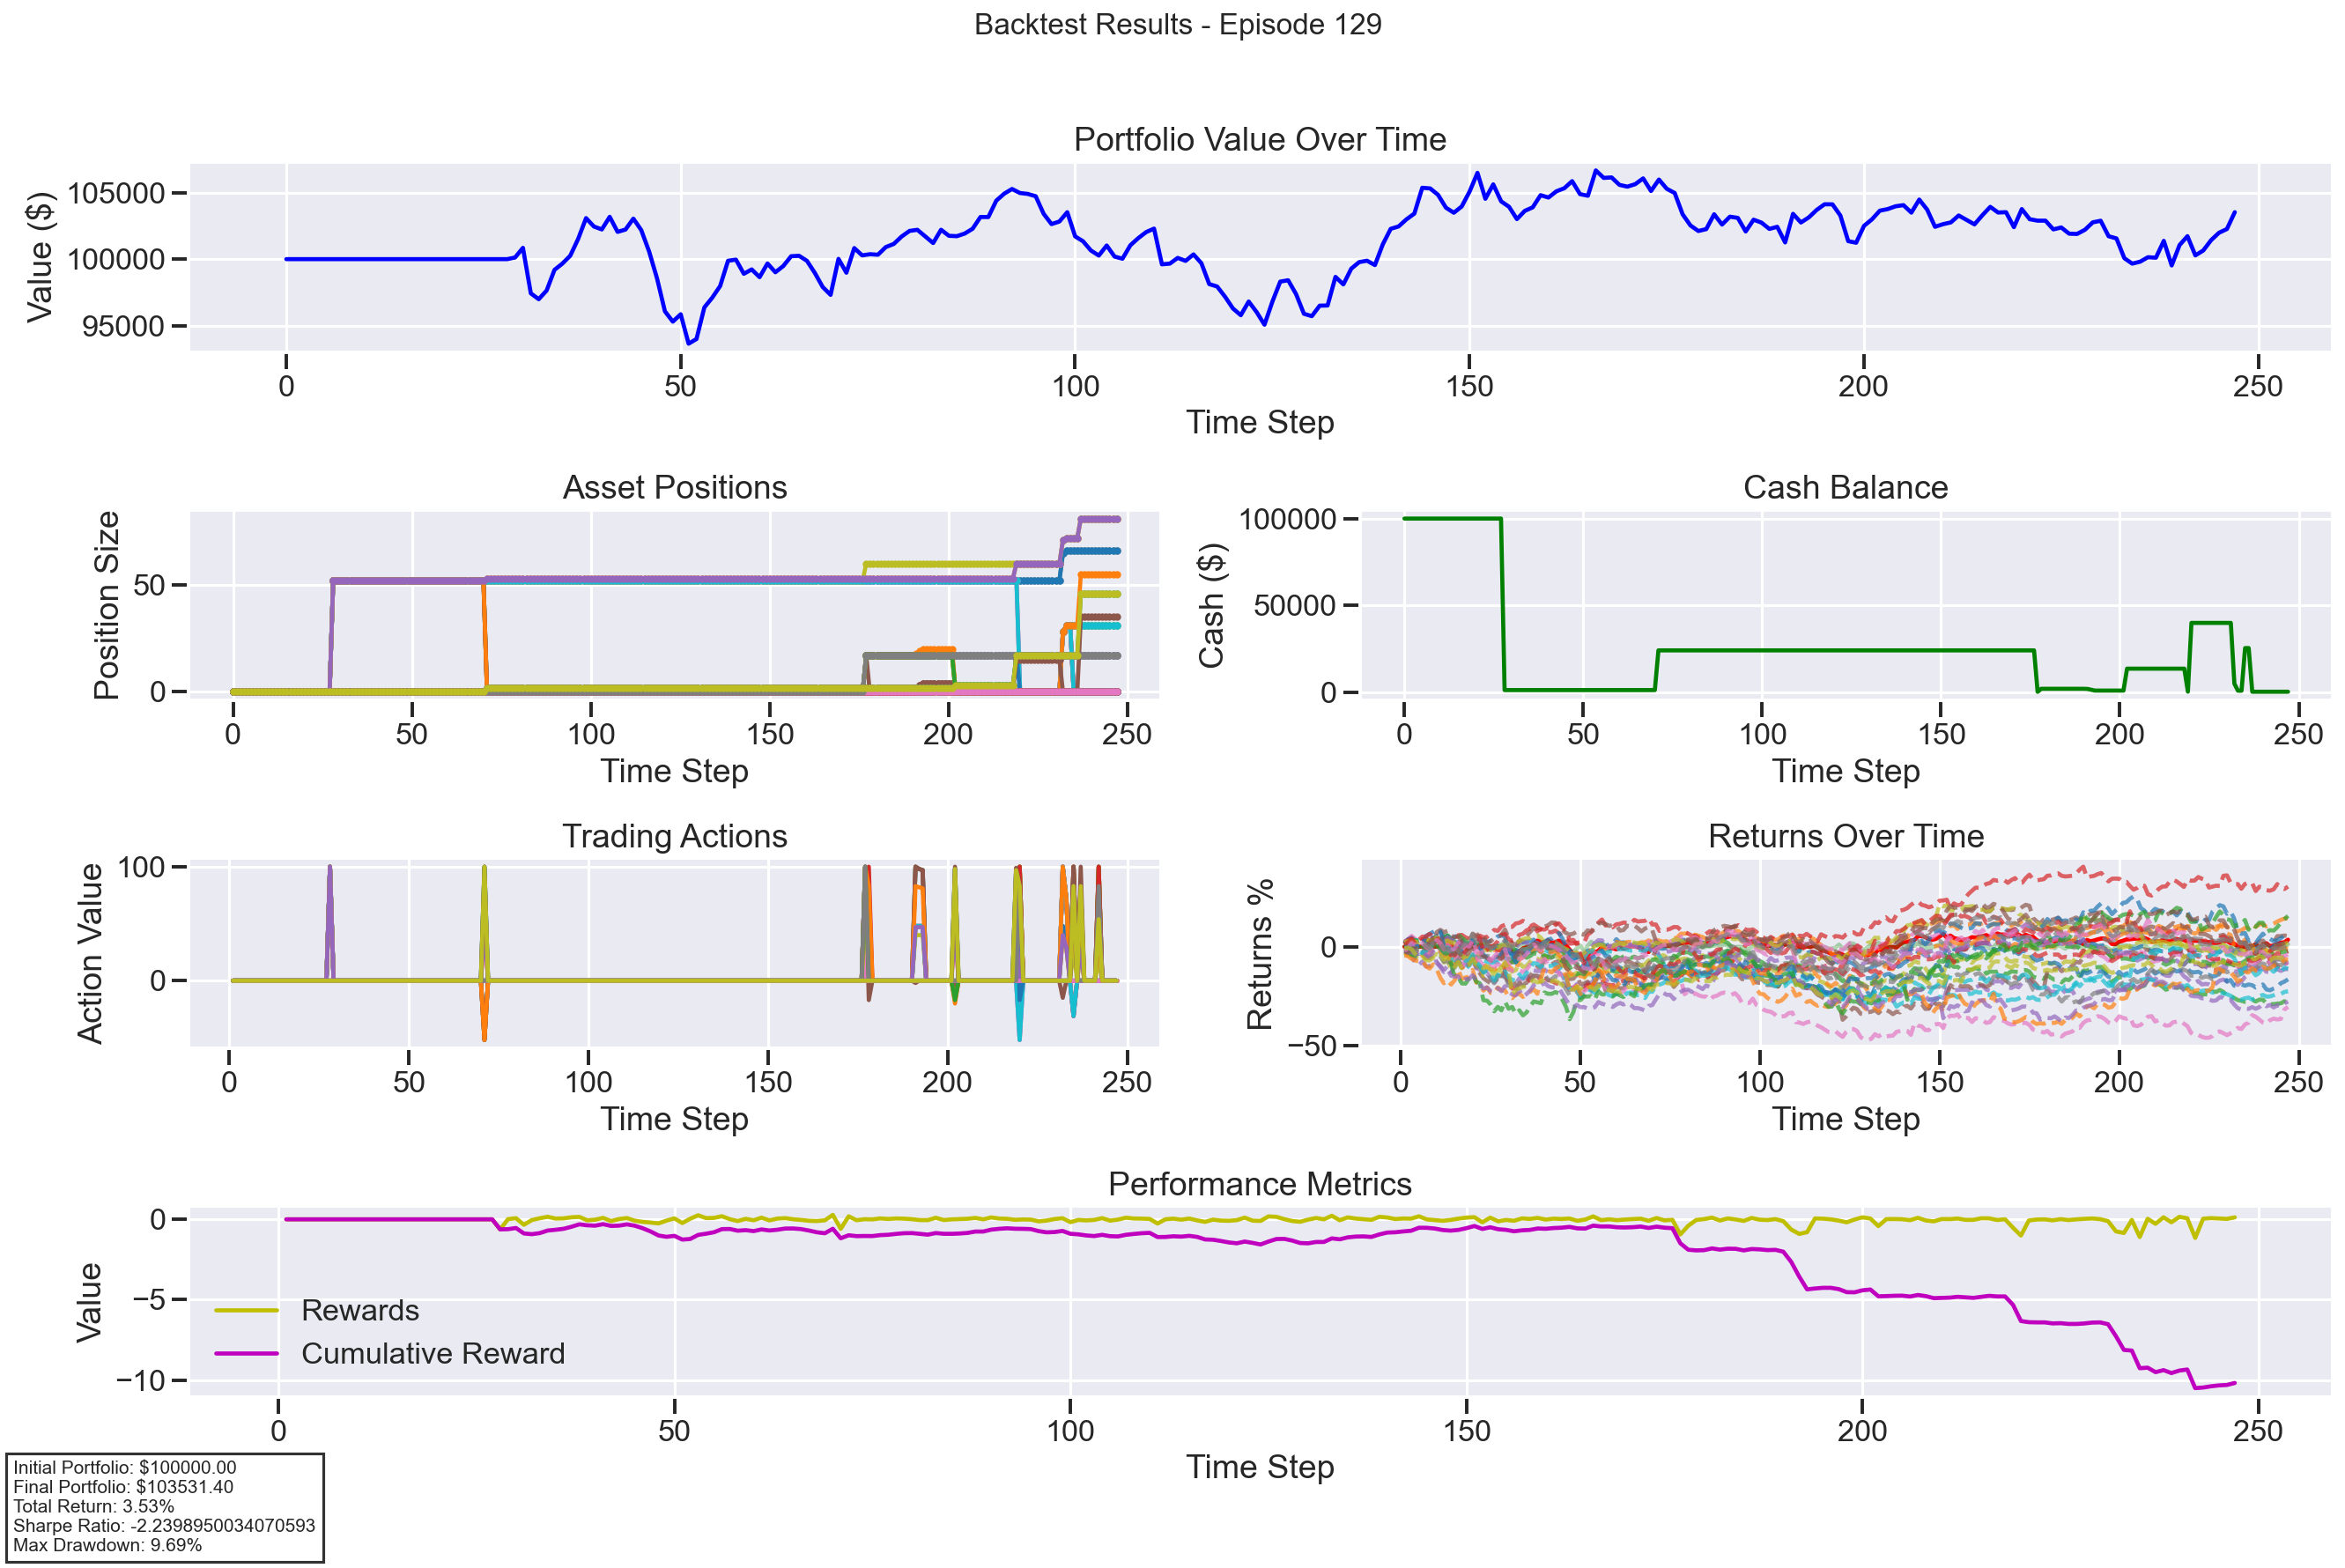 Backtest Results - Episode 129
Portfolio Value Over Time
Value ($)
105000
100000
95000
0 50 100 150 200 250
Time Step
Asset Positions
Position Size
50
0
0 50 100 150 200 250
Time Step
Cash Balance
Cash ($)
100000
50000
0
0 50 100 150 200 250
Time Step
Trading Actions
Action Value
100
0
0 50 100 150 200 250
Time Step
Returns Over Time
Returns %
0
−50
0 50 100 150 200 250
Time Step
Performance Metrics
Value
0
−5
−10
Rewards
Cumulative Reward
0 50 100 150 200 250
Time Step
Initial Portfolio: $100000.00
Final Portfolio: $103531.40
Total Return: 3.53%
Sharpe Ratio: -2.2398950034070593
Max Drawdown: 9.69%